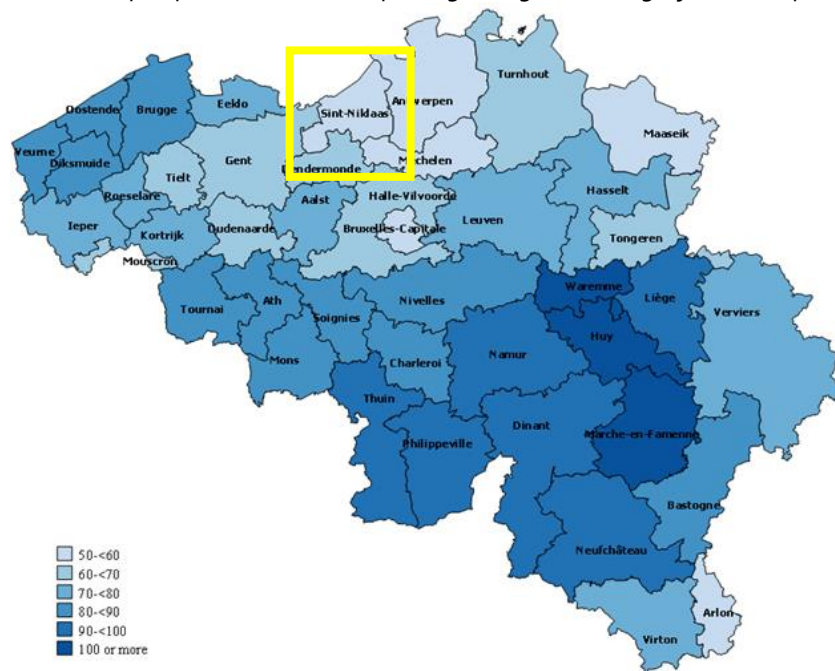 Turnhout
Oostende
Brugge
Eeklo
Sint-Niklaas
Antwerpen
Maaseik
Veurne
Diksmuide
Gent
Dendermonde
Mechelen
Tielt
Roeselare
Hasselt
Ieper
Kortrijk
Oudenaarde
Aalst
Halle-Vilvoorde
Bruxelles-Capitale
Leuven
Tongeren
Mouscron
Waremme
Tournai
Ath
Soignies
Nivelles
Liège
Verviers
Huy
Mons
Charleroi
Namur
Thuin
Philippeville
Dinant
Marche-en-Famenne
Bastogne
Neufchâteau
Arlon
Virton
50-<60
60-<70
70-<80
80-<90
90-<100
100 or more